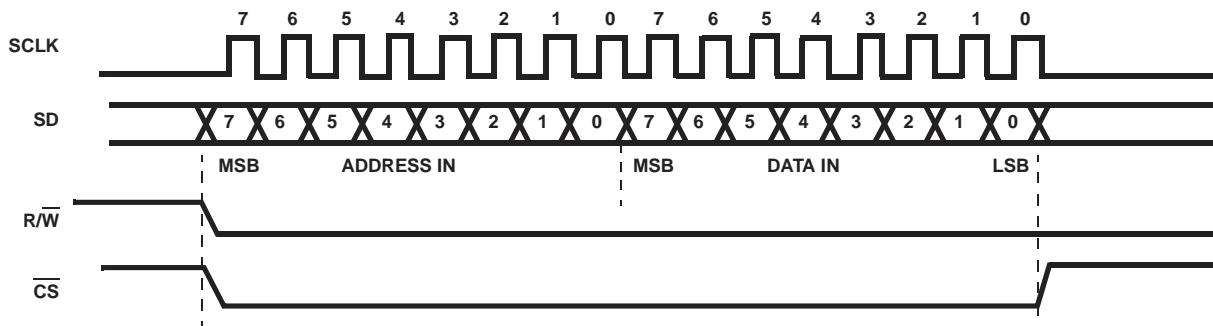 7 6 5 4 3 2 1 0 7 6 5 4 3 2 1 0
SCLK
SD
7 6 5 4 3 2 1 0 7 6 5 4 3 2 1 0
MSB ADDRESS IN MSB DATA IN LSB
R/W̅
C̅S̅